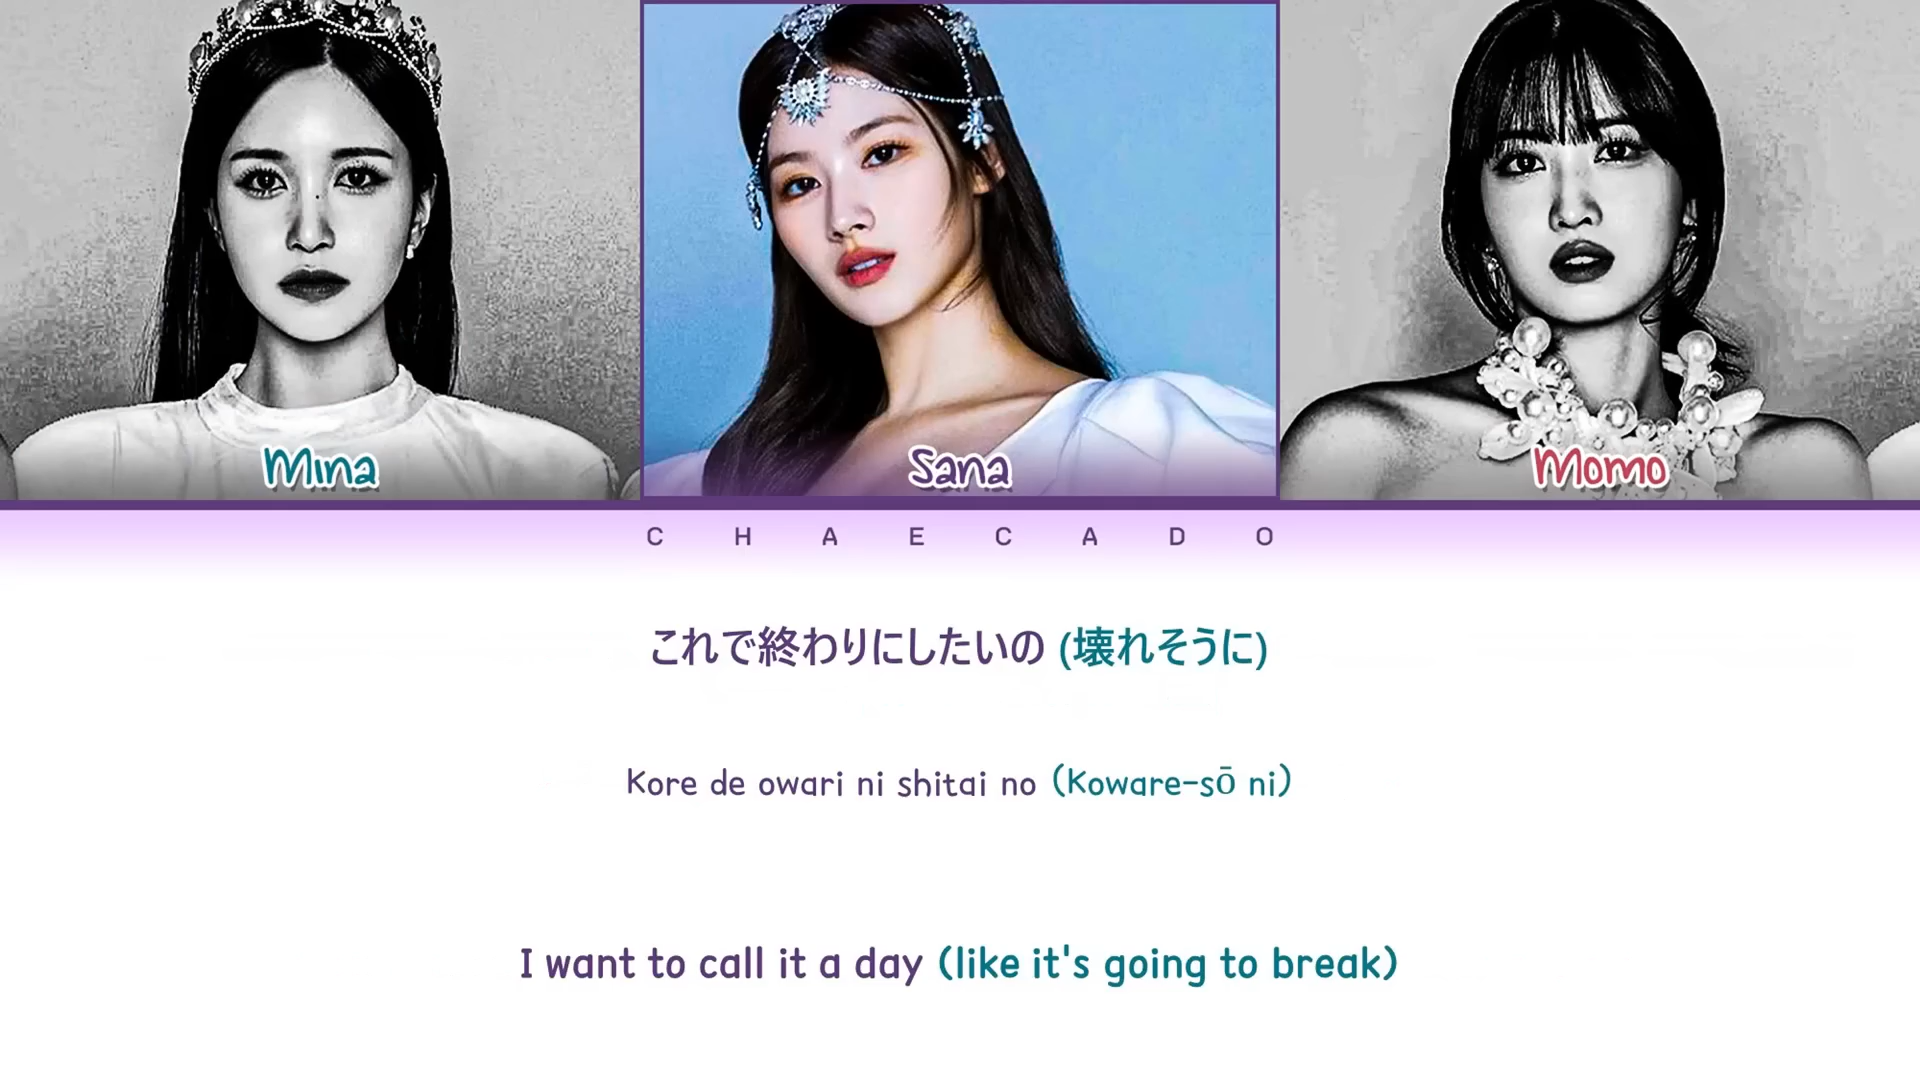 Mina
Sana
Momo
CHAECADO
これで終わりにしたいの (壊れそうに)
Kore de owari ni shitai no (Koware-sō ni)
I want to call it a day (like it's going to break)